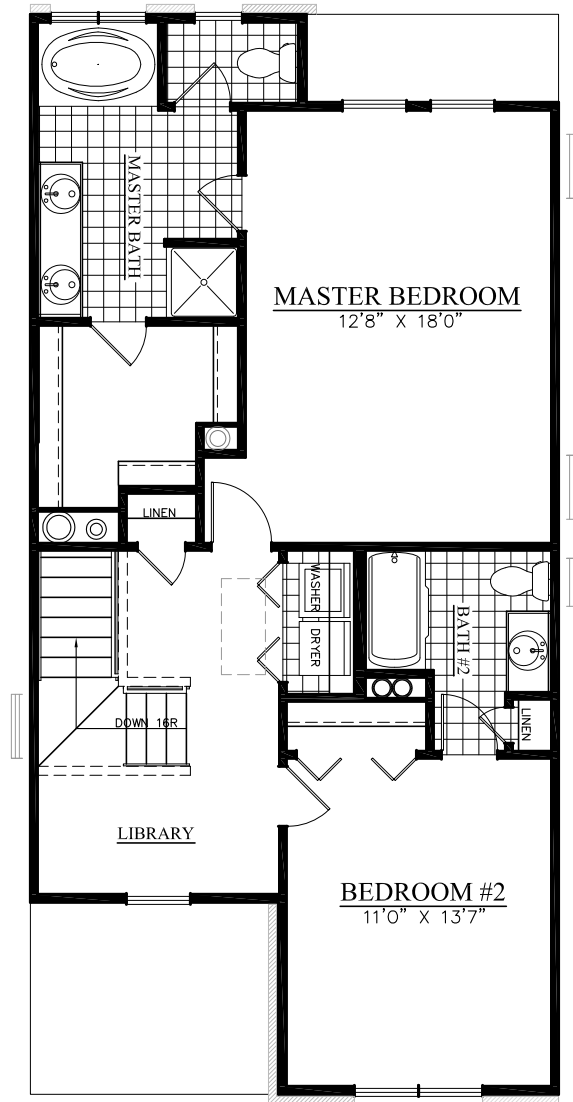 MASTER BATH
MASTER BEDROOM
12'8" X 18'0"
LINEN
WASHER
DRYER
BATH #2
LINEN
DOWN 16R
LIBRARY
BEDROOM #2
11'0" X 13'7"